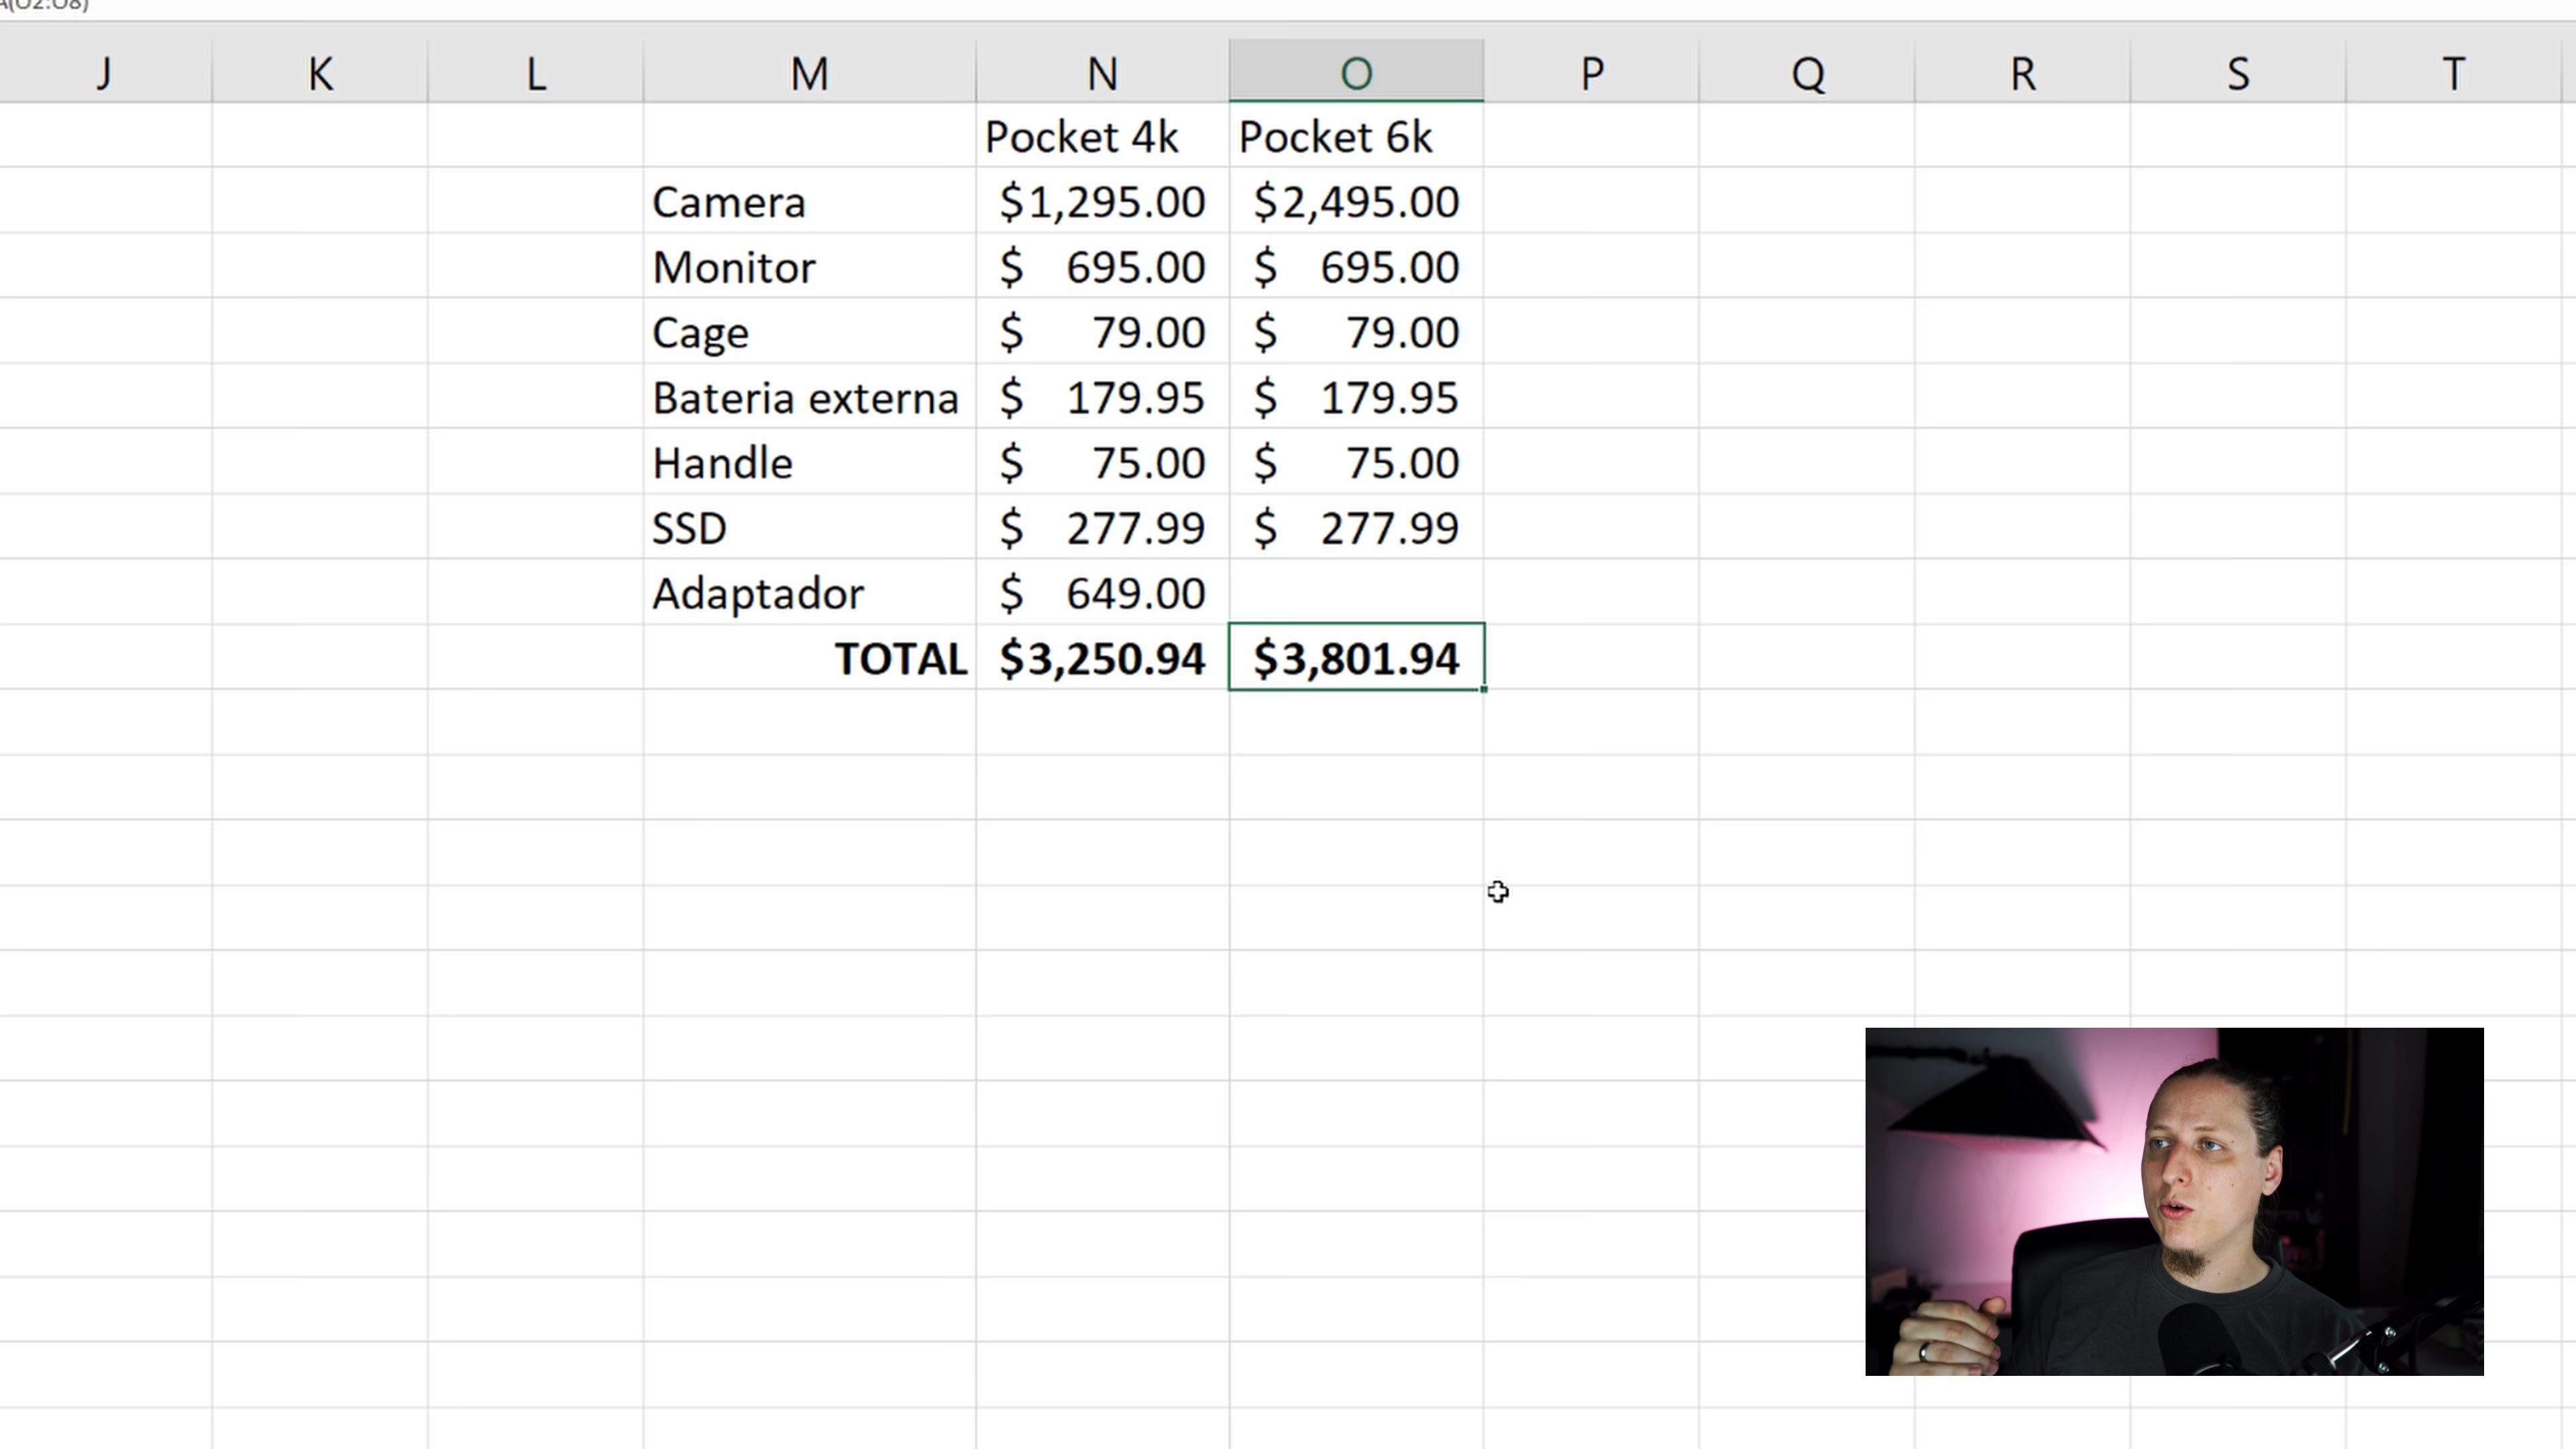 A(O2:O8)
J K L M N O P Q R S T
Pocket 4k Pocket 6k
Camera $1,295.00 $2,495.00
Monitor $ 695.00 $ 695.00
Cage $ 79.00 $ 79.00
Bateria externa $ 179.95 $ 179.95
Handle $ 75.00 $ 75.00
SSD $ 277.99 $ 277.99
Adaptador $ 649.00
TOTAL $3,250.94 $3,801.94